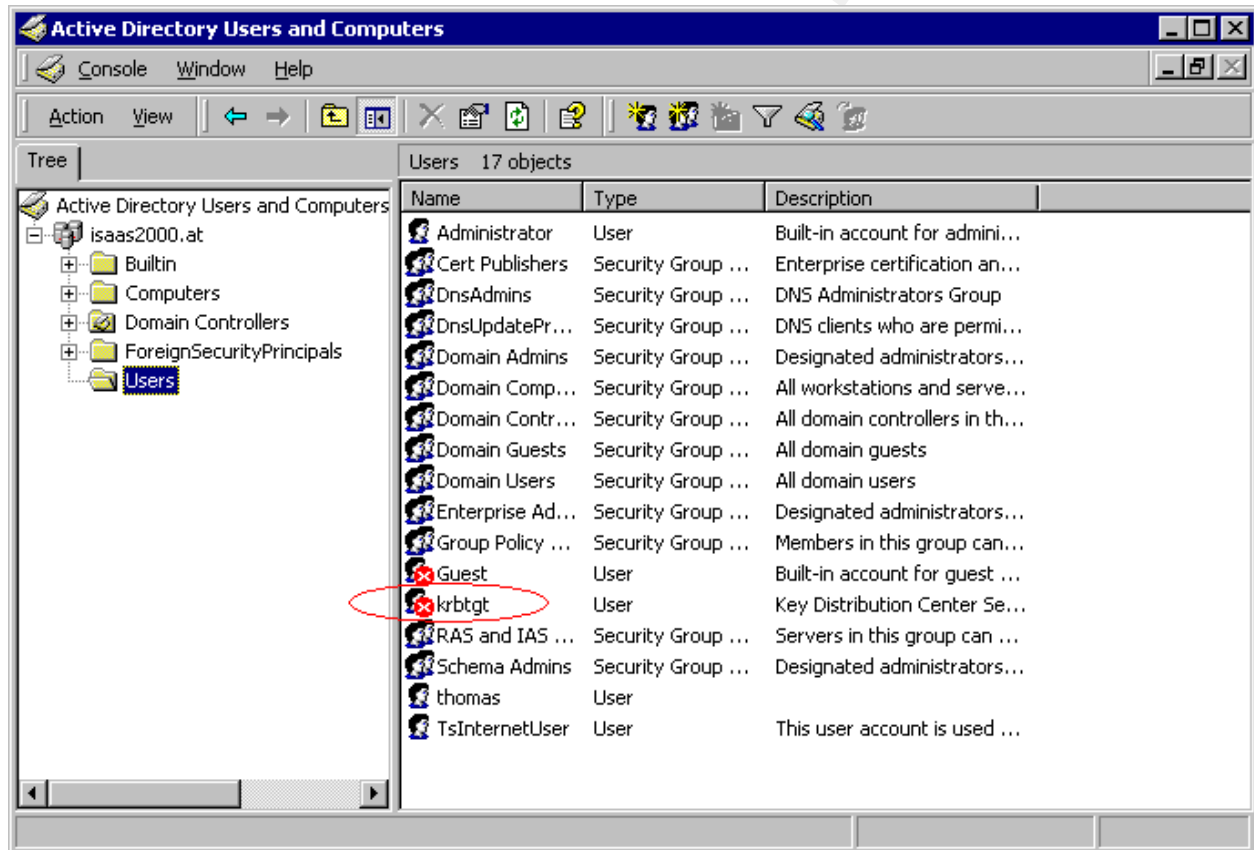 Active Directory Users and Computers
Console Window Help
Action View
Tree
Users 17 objects
Active Directory Users and Computers
isaas2000.at
Builtin
Computers
Domain Controllers
ForeignSecurityPrincipals
Users
Name Type Description
Administrator User Built-in account for admini...
Cert Publishers Security Group ... Enterprise certification an...
DnsAdmins Security Group ... DNS Administrators Group
DnsUpdatePr... Security Group ... DNS clients who are permi...
Domain Admins Security Group ... Designated administrators...
Domain Comp... Security Group ... All workstations and serve...
Domain Contr... Security Group ... All domain controllers in th...
Domain Guests Security Group ... All domain guests
Domain Users Security Group ... All domain users
Enterprise Ad... Security Group ... Designated administrators...
Group Policy ... Security Group ... Members in this group can...
Guest User Built-in account for guest ...
krbtgt User Key Distribution Center Se...
RAS and IAS ... Security Group ... Servers in this group can ...
Schema Admins Security Group ... Designated administrators...
thomas User
TsInternetUser User This user account is used ...